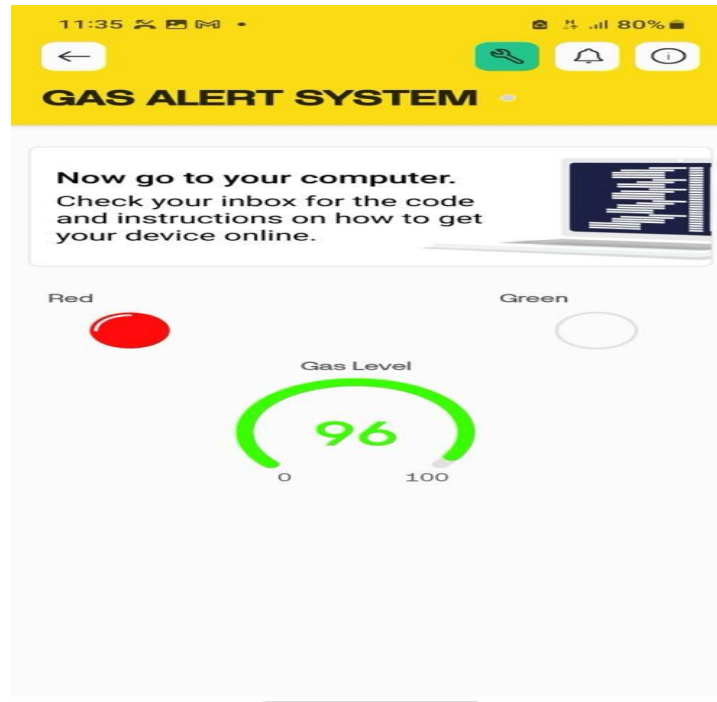 11:35
80%
GAS ALERT SYSTEM
Now go to your computer.
Check your inbox for the code
and instructions on how to get
your device online.
Red
Green
Gas Level
96
0
100